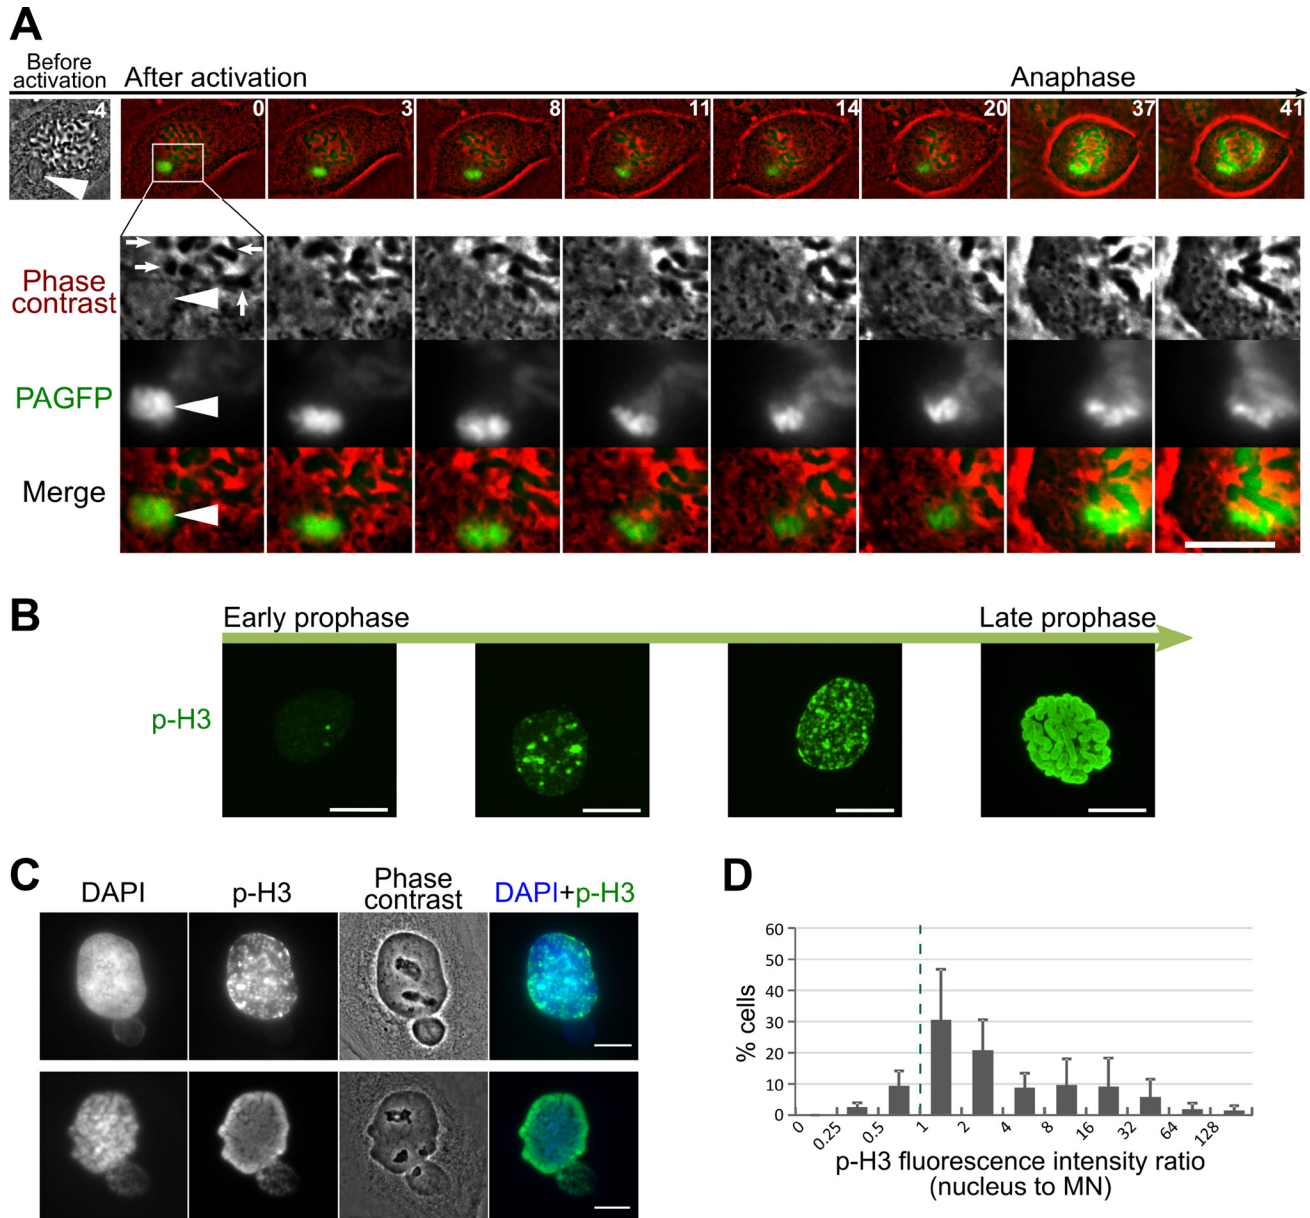 A
Before
activation
After activation
Anaphase
-4
0
3
8
11
14
20
37
41
Phase
contrast
PAGFP
Merge
B
Early prophase
Late prophase
p-H3
C
DAPI
p-H3
Phase
contrast
DAPI+p-H3
D
% cells
60
50
40
30
20
10
0
0
0.25
0.5
1
2
4
8
16
32
64
128
p-H3 fluorescence intensity ratio
(nucleus to MN)